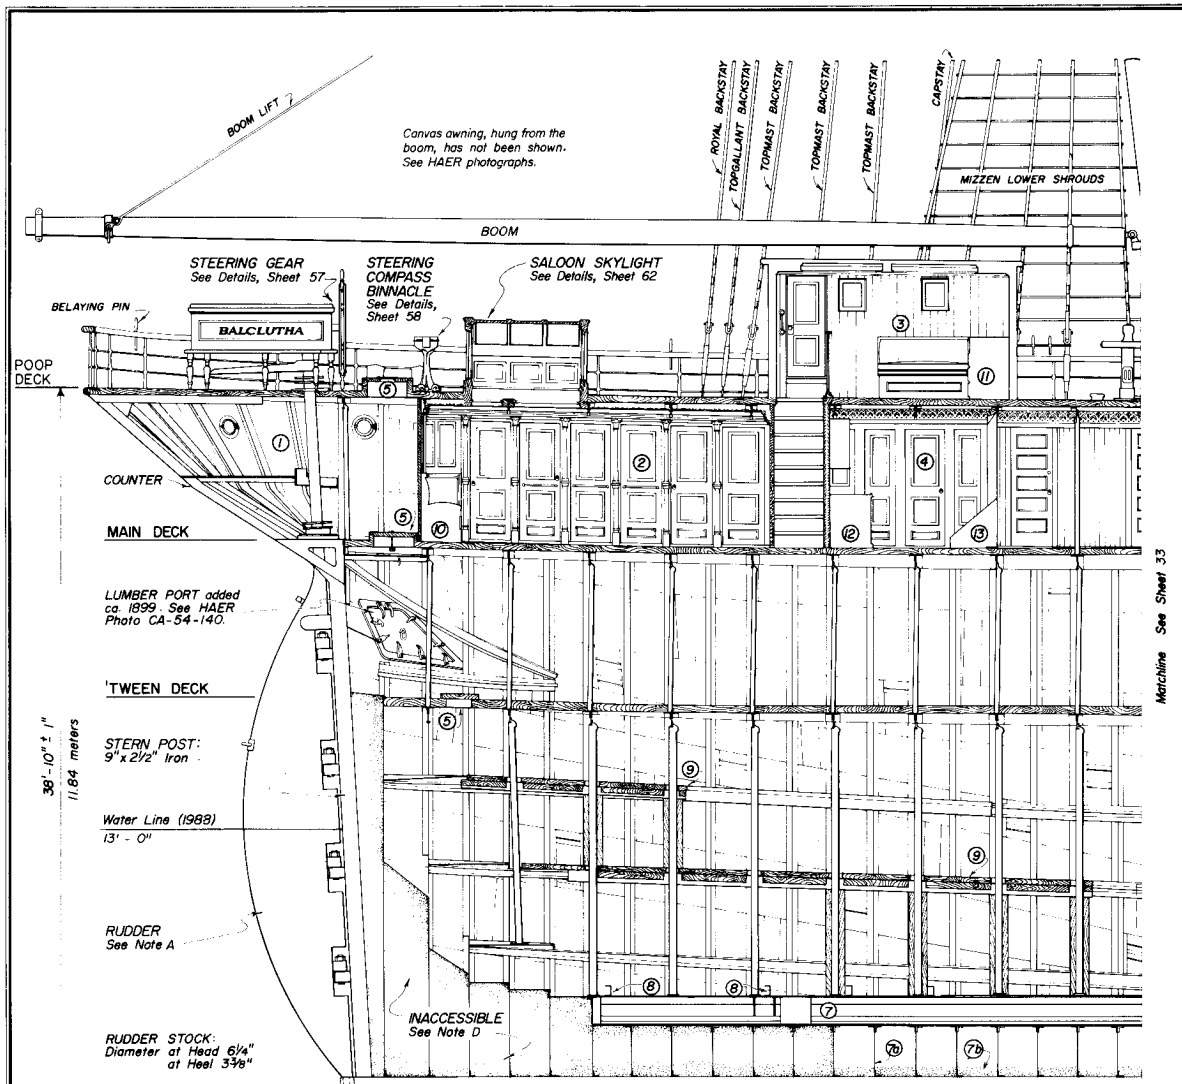 BOOM LIFT
Canvas awning, hung from the
boom, has not been shown.
See HAER photographs.
ROYAL BACKSTAY
TOPGALLANT BACKSTAY
TOPMAST BACKSTAY
TOPMAST BACKSTAY
TOPMAST BACKSTAY
CAPSTAY
MIZZEN LOWER SHROUDS
BOOM
STEERING GEAR
See Details, Sheet 57
STEERING
COMPASS
BINNACLE
See Details,
Sheet 58
SALOON SKYLIGHT
See Details, Sheet 62
BELAYING PIN
BALCLUTHA
3
11
POOP
DECK
5
1
2
4
COUNTER
5
10
12
13
MAIN DECK
Matchline See Sheet 33
LUMBER PORT added
ca. 1899. See HAER
Photo CA-54-140.
'TWEEN DECK
5
STERN POST:
9" x 2½" Iron
38'-10" ± 1"
11.84 meters
9
Water Line (1988)
13' - 0"
9
RUDDER
See Note A
8
8
7
INACCESSIBLE
See Note D
RUDDER STOCK:
Diameter at Head 6¼"
at Heel 3⅜"
7a
7b